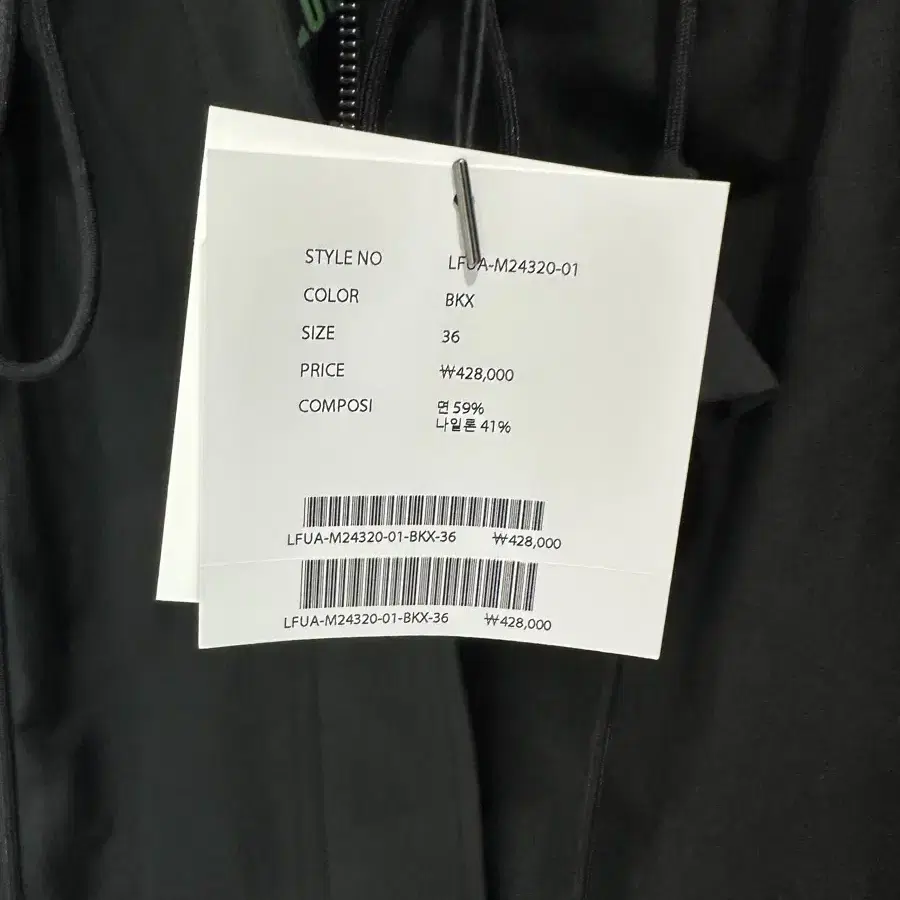 STYLE NO LFUA-M24320-01
COLOR BKX
SIZE 36
PRICE ₩428,000
COMPOSI 면 59%
나일론 41%
LFUA-M24320-01-BKX-36 ₩428,000
LFUA-M24320-01-BKX-36 ₩428,000